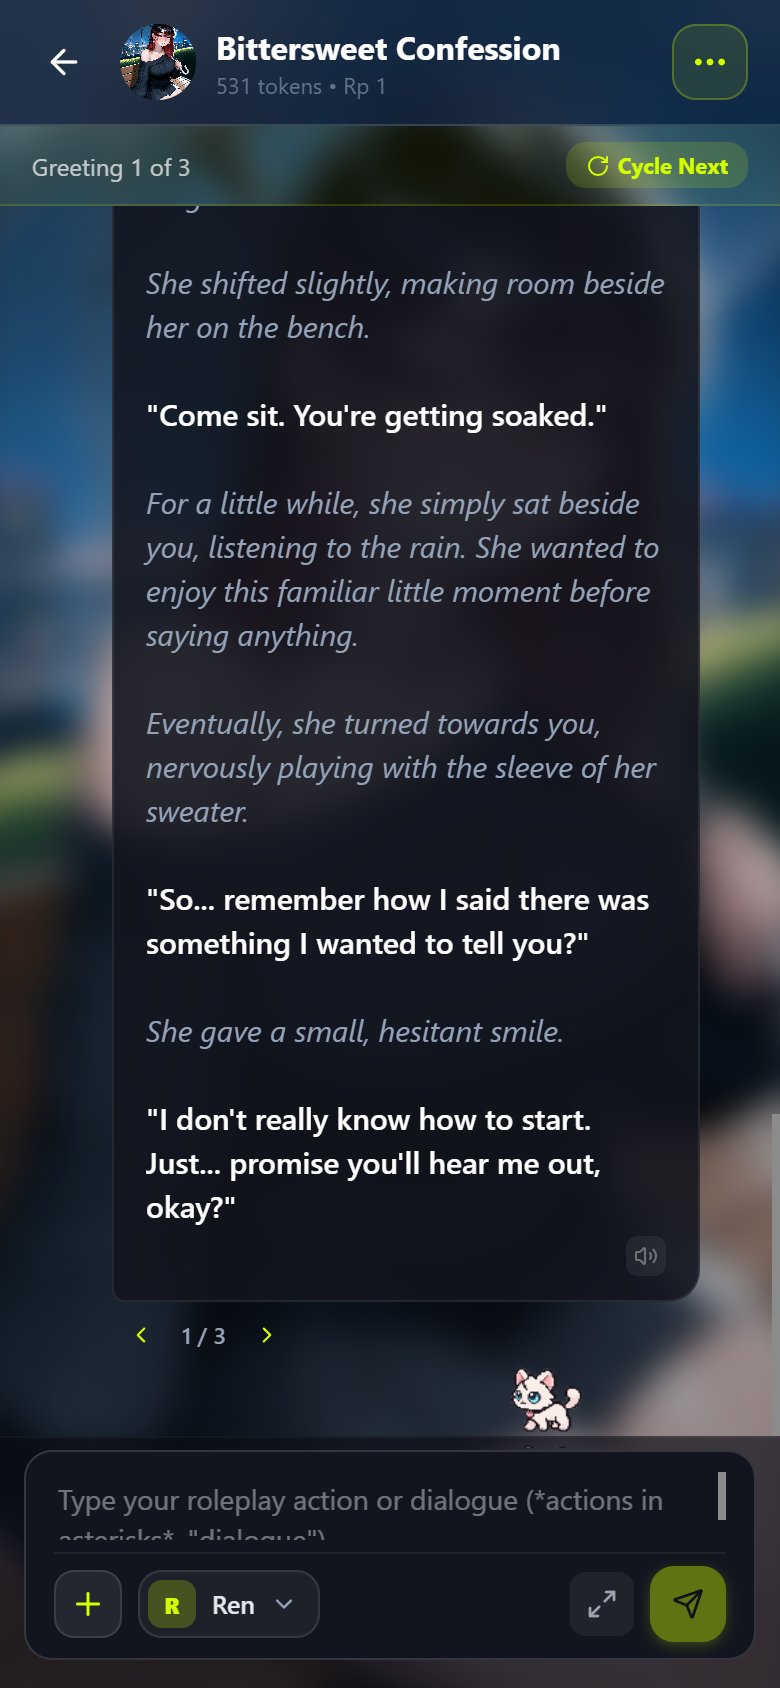 Bittersweet Confession
531 tokens • Rp 1
Greeting 1 of 3
Cycle Next
She shifted slightly, making room beside
her on the bench.
"Come sit. You're getting soaked."
For a little while, she simply sat beside
you, listening to the rain. She wanted to
enjoy this familiar little moment before
saying anything.
Eventually, she turned towards you,
nervously playing with the sleeve of her
sweater.
"So... remember how I said there was
something I wanted to tell you?"
She gave a small, hesitant smile.
"I don't really know how to start.
Just... promise you'll hear me out,
okay?"
1 / 3
Type your roleplay action or dialogue (*actions in
asterisks*, "dialogue")
R
Ren